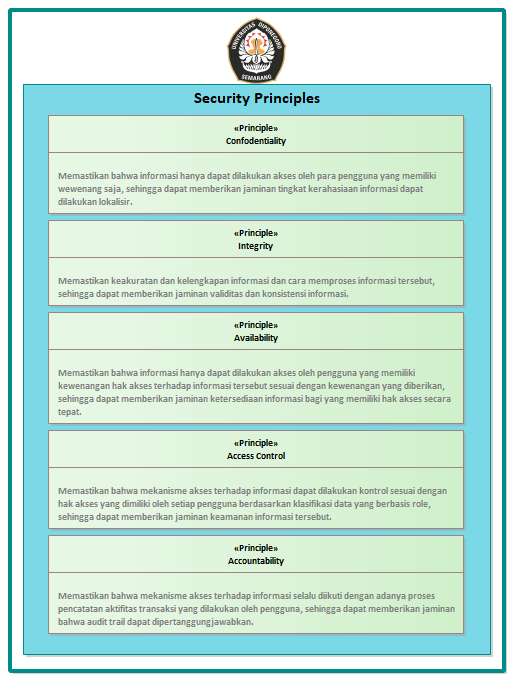 UNIVERSITAS DIPONEGORO
SEMARANG
Security Principles
«Principle»
Confodentiality
Memastikan bahwa informasi hanya dapat dilakukan akses oleh para pengguna yang memiliki
wewenang saja, sehingga dapat memberikan jaminan tingkat kerahasiaan informasi dapat
dilakukan lokalisir.
«Principle»
Integrity
Memastikan keakuratan dan kelengkapan informasi dan cara memproses informasi tersebut,
sehingga dapat memberikan jaminan validitas dan konsistensi informasi.
«Principle»
Availability
Memastikan bahwa informasi hanya dapat dilakukan akses oleh pengguna yang memiliki
kewenangan hak akses terhadap informasi tersebut sesuai dengan kewenangan yang diberikan,
sehingga dapat memberikan jaminan ketersediaan informasi bagi yang memiliki hak akses secara
tepat.
«Principle»
Access Control
Memastikan bahwa mekanisme akses terhadap informasi dapat dilakukan kontrol sesuai dengan
hak akses yang dimiliki oleh setiap pengguna berdasarkan klasifikasi data yang berbasis role,
sehingga dapat memberikan jaminan keamanan informasi tersebut.
«Principle»
Accountability
Memastikan bahwa mekanisme akses terhadap informasi selalu diikuti dengan adanya proses
pencatatan aktifitas transaksi yang dilakukan oleh pengguna, sehingga dapat memberikan jaminan
bahwa audit trail dapat dipertanggungjawabkan.